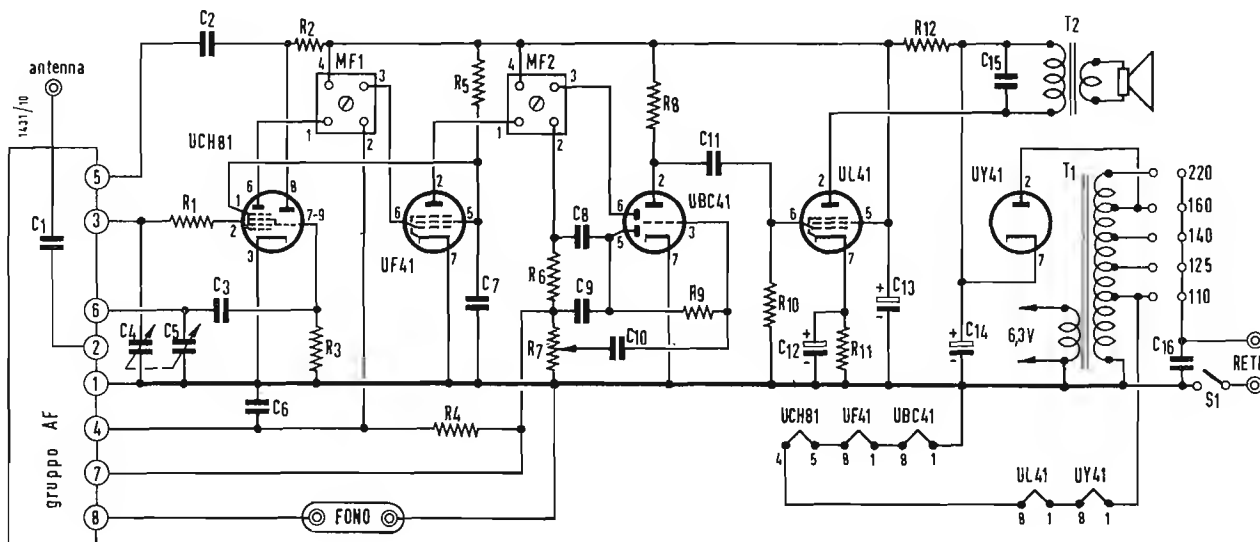 C2
R2
R12
T2
antenna
MF1
MF2
C15
4
3
4
3
R5
R8
1
2
1
2
1431/10
UCH81
C11
UL41
UY41
T1
220
160
140
125
110
5
6
8
1
7-9
2
3
2
6
5
7
UF41
UBC41
6
5
3
7
2
2
6
5
7
2
7
3
R1
C1
C8
R6
C9
R9
C7
R10
C13
C3
6
C4
C5
R3
2
R7
C10
C12
R11
C14
6,3V
C16
RETE
1
S1
C6
R4
4
UCH81
UF41
UBC41
4
5
8
1
8
1
7
UL41
UY41
8
1
8
1
gruppo AF
8
FONO
+
-
+
-
+
-